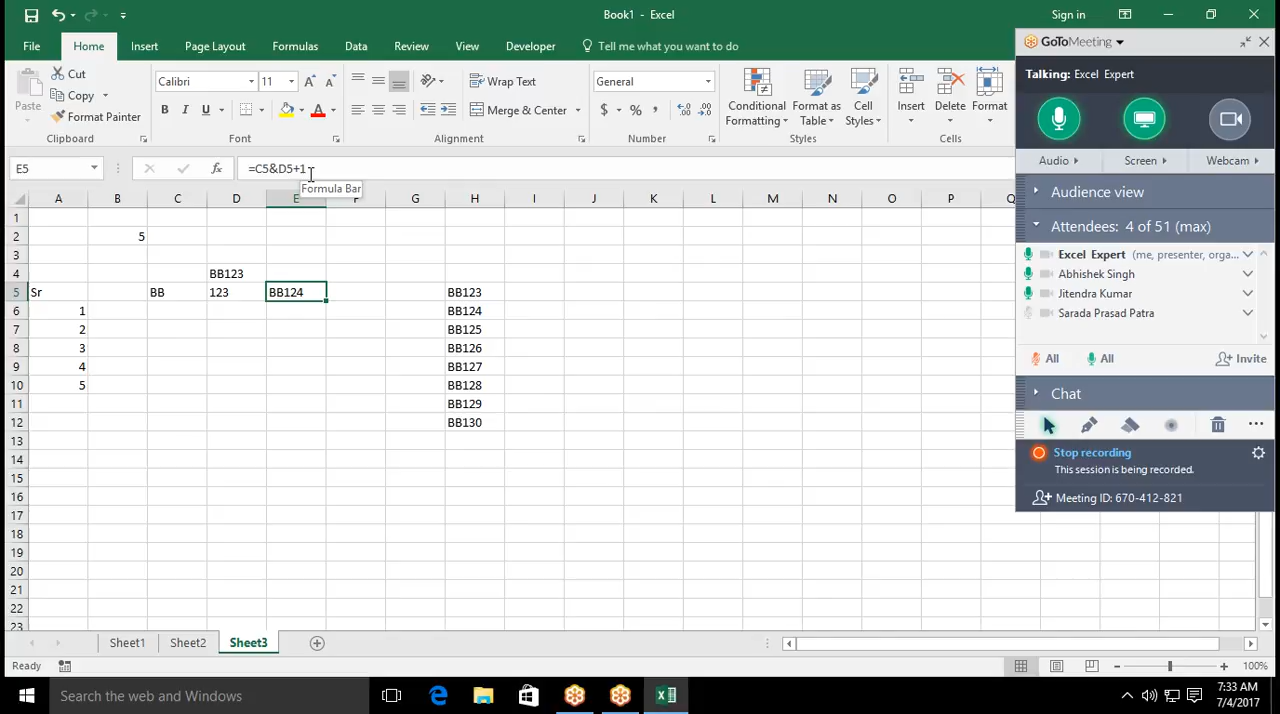 Book1 - Excel
Sign in
File Home Insert Page Layout Formulas Data Review View Developer Tell me what you want to do
Paste
Cut
Copy
Format Painter
Clipboard
Calibri 11
B I U
Font
Wrap Text
Merge & Center
Alignment
General
$ % ,
Number
Conditional Formatting
Format as Table
Cell Styles
Styles
Insert Delete Format
Cells
E5
fx
=C5&D5+1
Formula Bar
A B C D E F G H I J K L M N O P Q
1
2 5
3
4 BB123
5 Sr BB 123 BB124 BB123
6 1 BB124
7 2 BB125
8 3 BB126
9 4 BB127
10 5 BB128
11 BB129
12 BB130
13
14
15
16
17
18
19
20
21
22
23
Sheet1 Sheet2 Sheet3
Ready
100%
GoToMeeting
Talking: Excel Expert
Audio Screen Webcam
Audience view
Attendees: 4 of 51 (max)
Excel Expert (me, presenter, orga...
Abhishek Singh
Jitendra Kumar
Sarada Prasad Patra
All All Invite
Chat
Stop recording
This session is being recorded.
Meeting ID: 670-412-821
Search the web and Windows
7:33 AM
7/4/2017